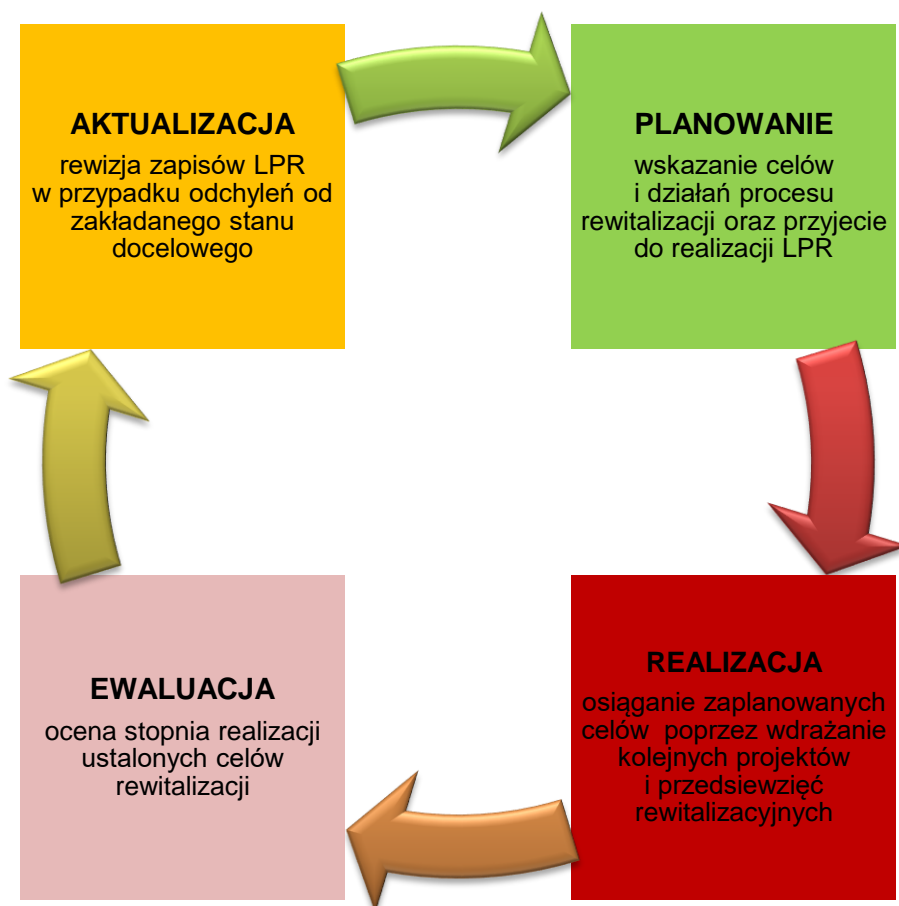 AKTUALIZACJA
rewizja zapisów LPR
w przypadku odchyleń od
zakładanego stanu
docelowego
PLANOWANIE
wskazanie celów
i działań procesu
rewitalizacji oraz przyjecie
do realizacji LPR
REALIZACJA
osiąganie zaplanowanych
celów poprzez wdrażanie
kolejnych projektów
i przedsiewzięć
rewitalizacyjnych
EWALUACJA
ocena stopnia realizacji
ustalonych celów
rewitalizacji